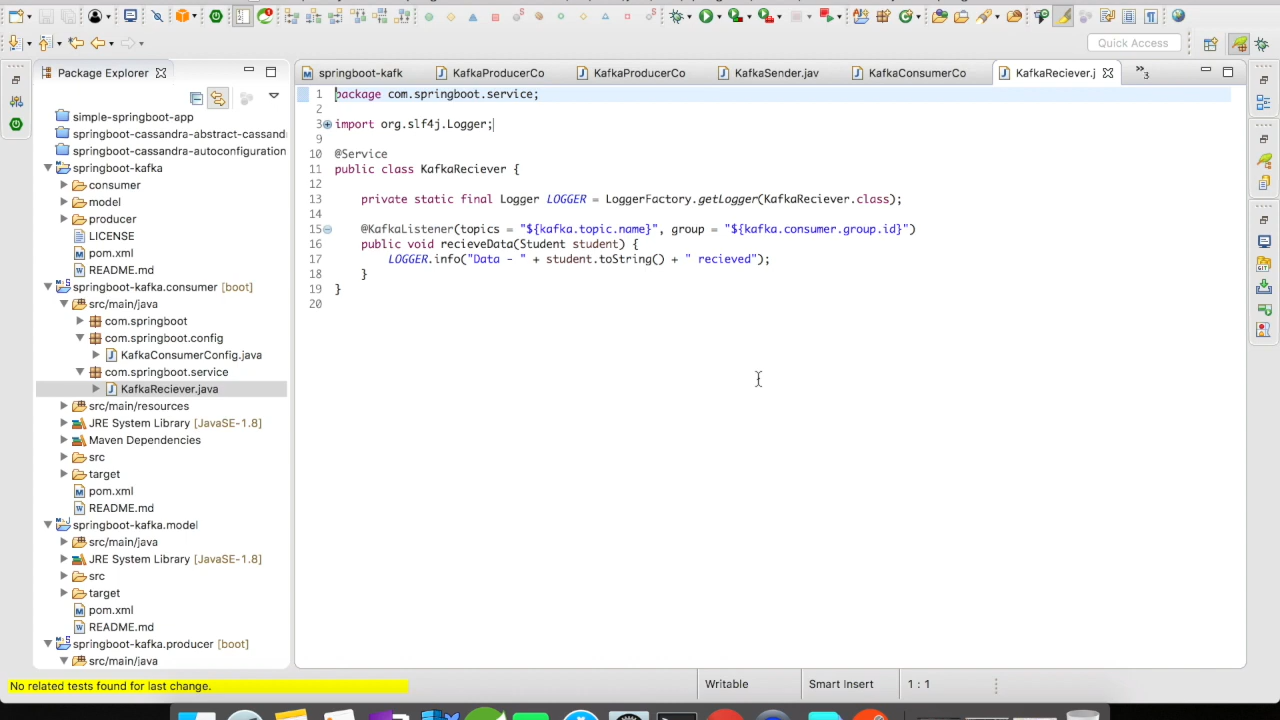 Quick Access
Package Explorer
springboot-kafk
KafkaProducerCo
KafkaProducerCo
KafkaSender.jav
KafkaConsumerCo
KafkaReciever.j
»3
simple-springboot-app
springboot-cassandra-abstract-cassand
springboot-cassandra-autoconfiguration
springboot-kafka
consumer
model
producer
LICENSE
pom.xml
README.md
springboot-kafka.consumer [boot]
src/main/java
com.springboot
com.springboot.config
KafkaConsumerConfig.java
com.springboot.service
KafkaReciever.java
src/main/resources
JRE System Library [JavaSE-1.8]
Maven Dependencies
src
target
pom.xml
README.md
springboot-kafka.model
src/main/java
JRE System Library [JavaSE-1.8]
src
target
pom.xml
README.md
springboot-kafka.producer [boot]
src/main/java
1 package com.springboot.service;
2
3 import org.slf4j.Logger;
9
10 @Service
11 public class KafkaReciever {
12
13 private static final Logger LOGGER = LoggerFactory.getLogger(KafkaReciever.class);
14
15 @KafkaListener(topics = "${kafka.topic.name}", group = "${kafka.consumer.group.id}")
16 public void recieveData(Student student) {
17 LOGGER.info("Data - " + student.toString() + " recieved");
18 }
19 }
20
No related tests found for last change.
Writable
Smart Insert
1 : 1